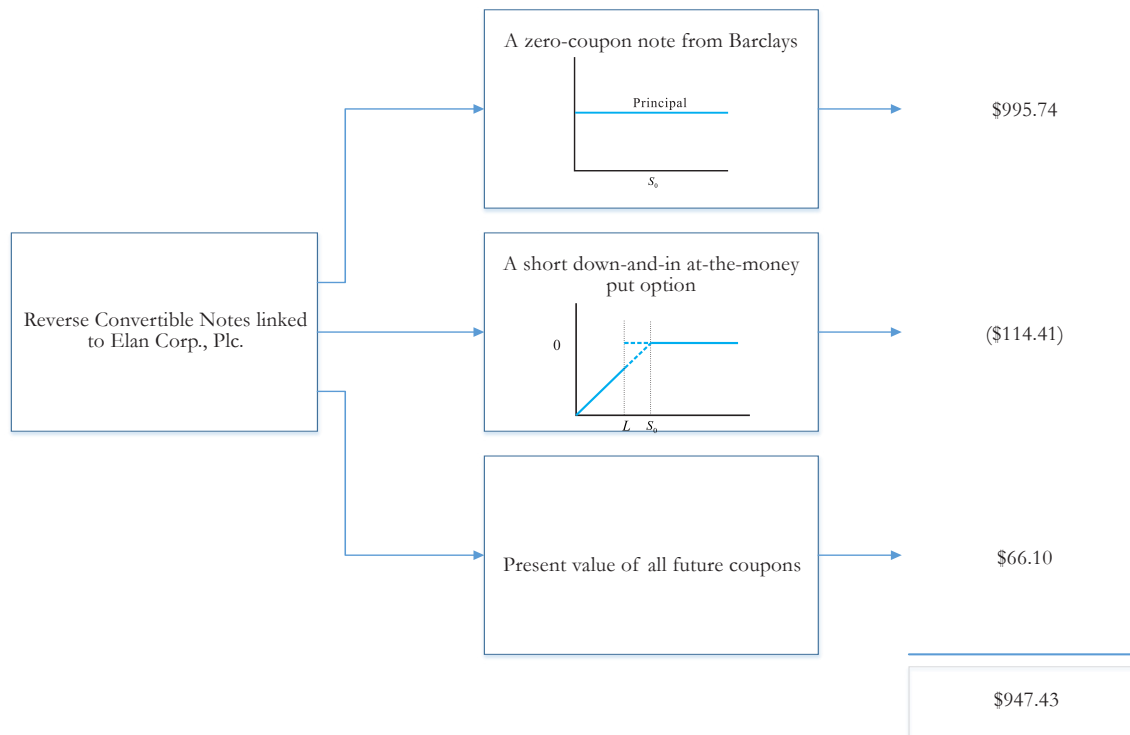 A zero-coupon note from Barclays
Principal
S₀
$995.74
Reverse Convertible Notes linked
to Elan Corp., Plc.
A short down-and-in at-the-money
put option
0
L S₀
($114.41)
Present value of all future coupons
$66.10
$947.43